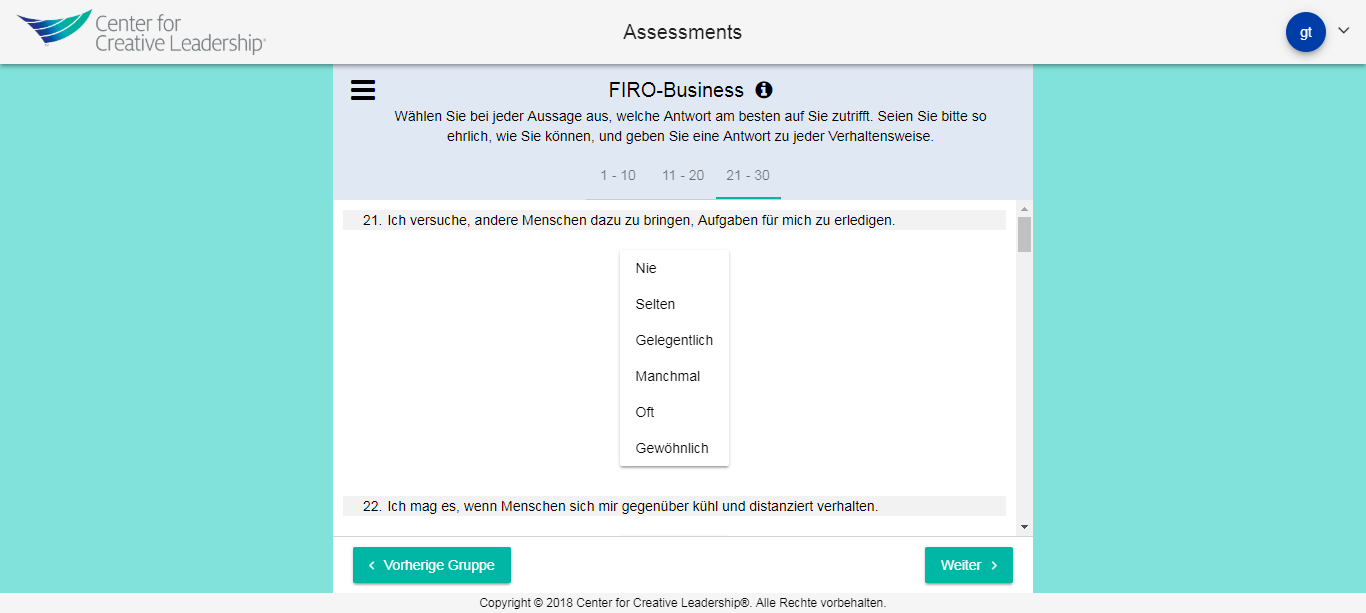 Center for
Creative Leadership®
Assessments
gt
FIRO-Business
Wählen Sie bei jeder Aussage aus, welche Antwort am besten auf Sie zutrifft. Seien Sie bitte so
ehrlich, wie Sie können, und geben Sie eine Antwort zu jeder Verhaltensweise.
1 - 10 11 - 20 21 - 30
21. Ich versuche, andere Menschen dazu zu bringen, Aufgaben für mich zu erledigen.
Nie
Selten
Gelegentlich
Manchmal
Oft
Gewöhnlich
22. Ich mag es, wenn Menschen sich mir gegenüber kühl und distanziert verhalten.
Vorherige Gruppe Weiter
Copyright © 2018 Center for Creative Leadership®. Alle Rechte vorbehalten.